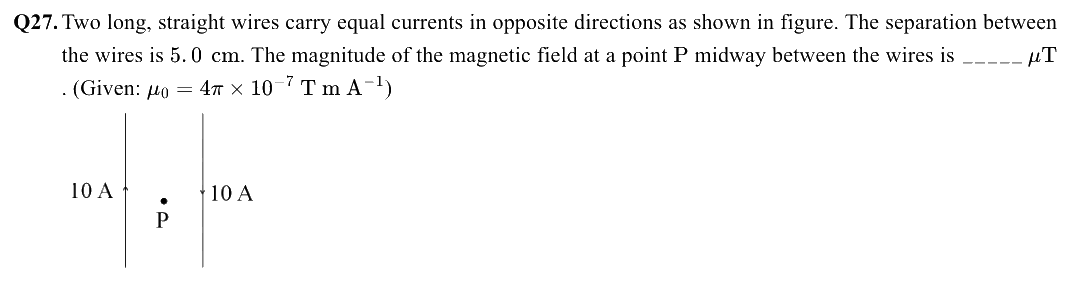 Q27. Two long, straight wires carry equal currents in opposite directions as shown in figure. The separation between
the wires is 5.0 cm. The magnitude of the magnetic field at a point P midway between the wires is _____ μT
. (Given: μ₀ = 4π × 10⁻⁷ T m A⁻¹)
10 A 10 A
P